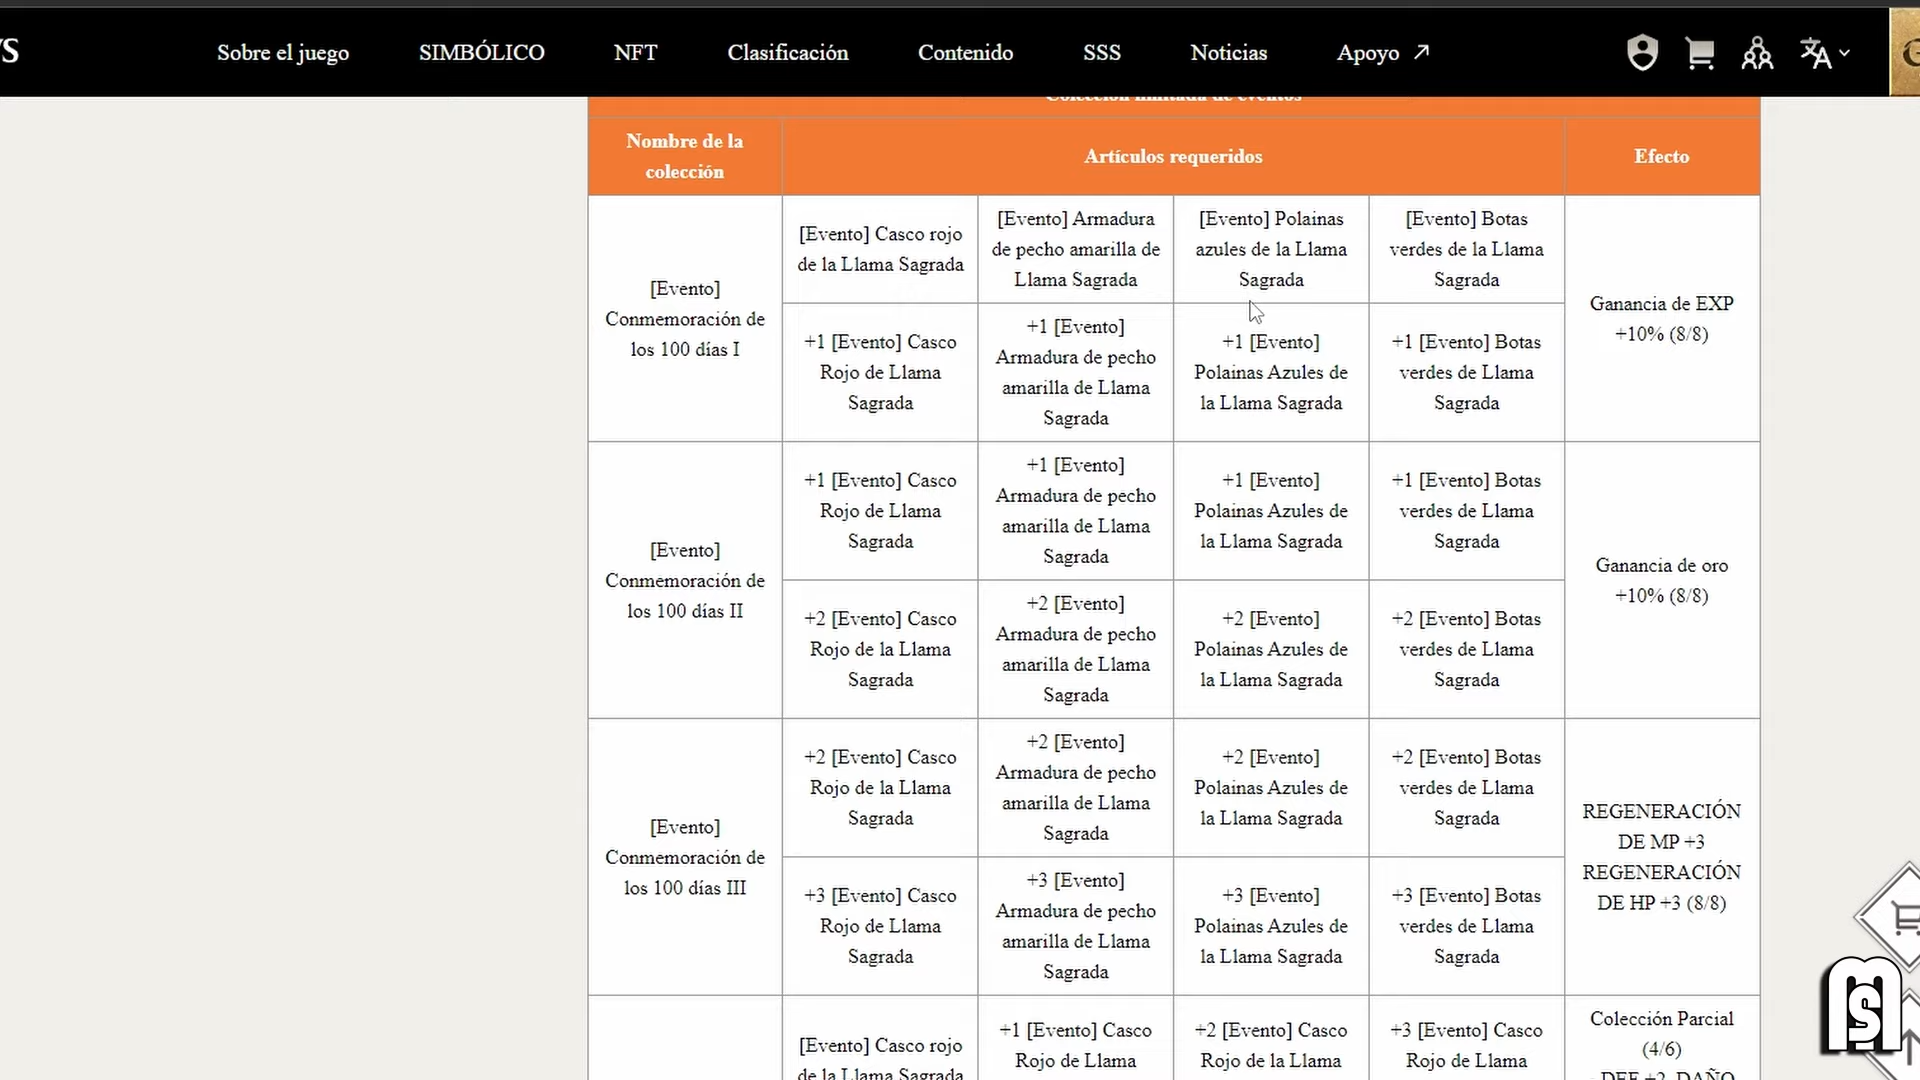 Sobre el juego SIMBÓLICO NFT Clasificación Contenido SSS Noticias Apoyo
Colección limitada de eventos
Nombre de la
colección
Artículos requeridos
Efecto
[Evento]
Conmemoración de
los 100 días I
[Evento] Casco rojo
de la Llama Sagrada
[Evento] Armadura
de pecho amarilla de
Llama Sagrada
[Evento] Polainas
azules de la Llama
Sagrada
[Evento] Botas
verdes de la Llama
Sagrada
+1 [Evento] Casco
Rojo de Llama
Sagrada
+1 [Evento]
Armadura de pecho
amarilla de Llama
Sagrada
+1 [Evento]
Polainas Azules de
la Llama Sagrada
+1 [Evento] Botas
verdes de Llama
Sagrada
Ganancia de EXP
+10% (8/8)
[Evento]
Conmemoración de
los 100 días II
+1 [Evento] Casco
Rojo de Llama
Sagrada
+1 [Evento]
Armadura de pecho
amarilla de Llama
Sagrada
+1 [Evento]
Polainas Azules de
la Llama Sagrada
+1 [Evento] Botas
verdes de Llama
Sagrada
+2 [Evento] Casco
Rojo de la Llama
Sagrada
+2 [Evento]
Armadura de pecho
amarilla de Llama
Sagrada
+2 [Evento]
Polainas Azules de
la Llama Sagrada
+2 [Evento] Botas
verdes de Llama
Sagrada
Ganancia de oro
+10% (8/8)
[Evento]
Conmemoración de
los 100 días III
+2 [Evento] Casco
Rojo de la Llama
Sagrada
+2 [Evento]
Armadura de pecho
amarilla de Llama
Sagrada
+2 [Evento]
Polainas Azules de
la Llama Sagrada
+2 [Evento] Botas
verdes de Llama
Sagrada
+3 [Evento] Casco
Rojo de Llama
Sagrada
+3 [Evento]
Armadura de pecho
amarilla de Llama
Sagrada
+3 [Evento]
Polainas Azules de
la Llama Sagrada
+3 [Evento] Botas
verdes de Llama
Sagrada
REGENERACIÓN
DE MP +3
REGENERACIÓN
DE HP +3 (8/8)
[Evento] Casco rojo
de la Llama Sagrada
+1 [Evento] Casco
Rojo de Llama
+2 [Evento] Casco
Rojo de la Llama
+3 [Evento] Casco
Rojo de Llama
Colección Parcial
(4/6)
- DEF +2, DAÑO